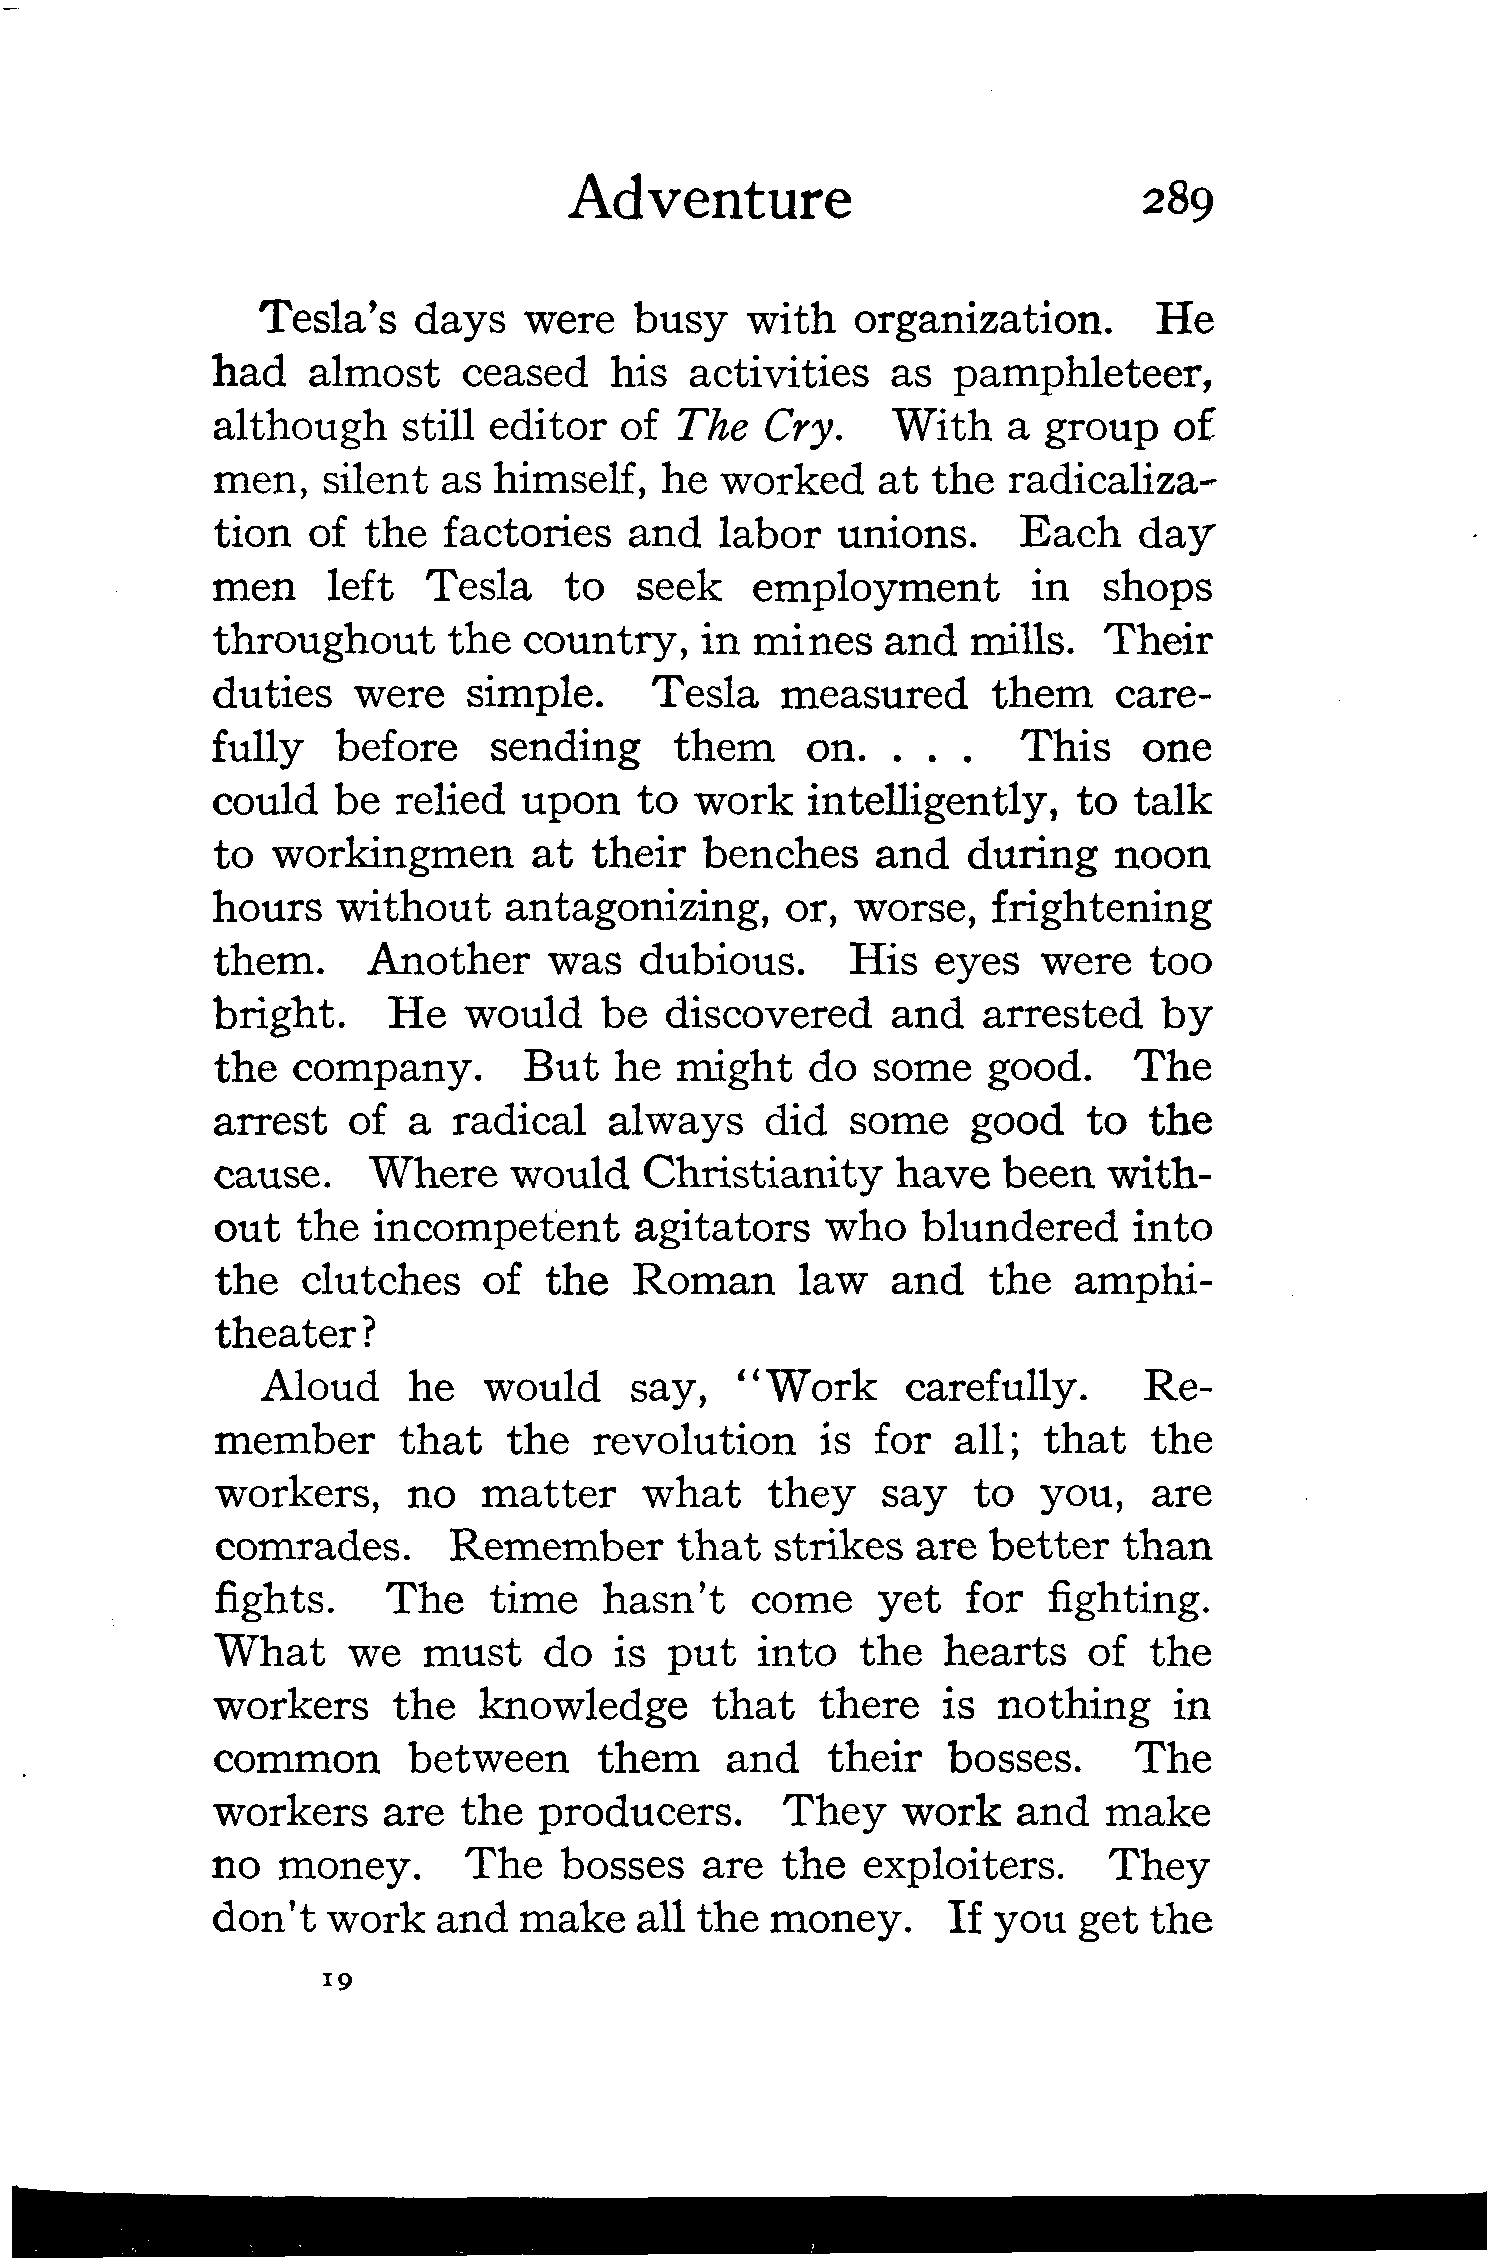 Adventure 289
Tesla's days were busy with organization. He
had almost ceased his activities as pamphleteer,
although still editor of The Cry. With a group of
men, silent as himself, he worked at the radicaliza-
tion of the factories and labor unions. Each day
men left Tesla to seek employment in shops
throughout the country, in mines and mills. Their
duties were simple. Tesla measured them care-
fully before sending them on. . . . This one
could be relied upon to work intelligently, to talk
to workingmen at their benches and during noon
hours without antagonizing, or, worse, frightening
them. Another was dubious. His eyes were too
bright. He would be discovered and arrested by
the company. But he might do some good. The
arrest of a radical always did some good to the
cause. Where would Christianity have been with-
out the incompetent agitators who blundered into
the clutches of the Roman law and the amphi-
theater?
Aloud he would say, "Work carefully. Re-
member that the revolution is for all; that the
workers, no matter what they say to you, are
comrades. Remember that strikes are better than
fights. The time hasn't come yet for fighting.
What we must do is put into the hearts of the
workers the knowledge that there is nothing in
common between them and their bosses. The
workers are the producers. They work and make
no money. The bosses are the exploiters. They
don't work and make all the money. If you get the
19